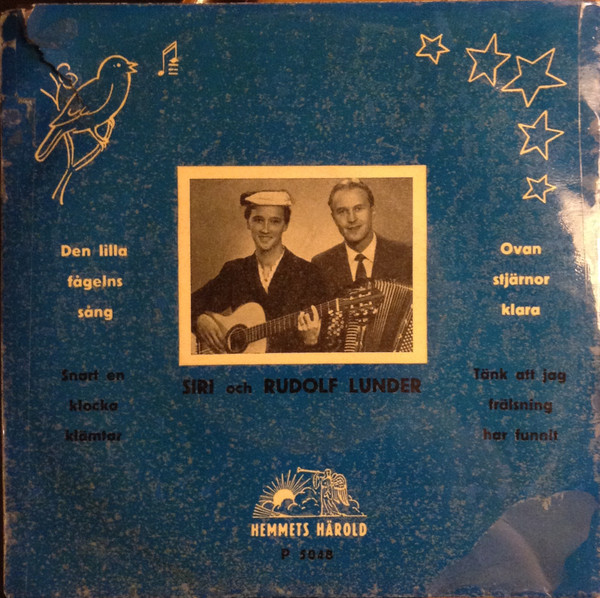 Den lilla
fågelns
sång
Snart en
klocka
klämtar
Ovan
stjärnor
klara
Tänk att jag
frälsning
har funnit
SIRI och RUDOLF LUNDER
HEMMETS HÄROLD
P 5048